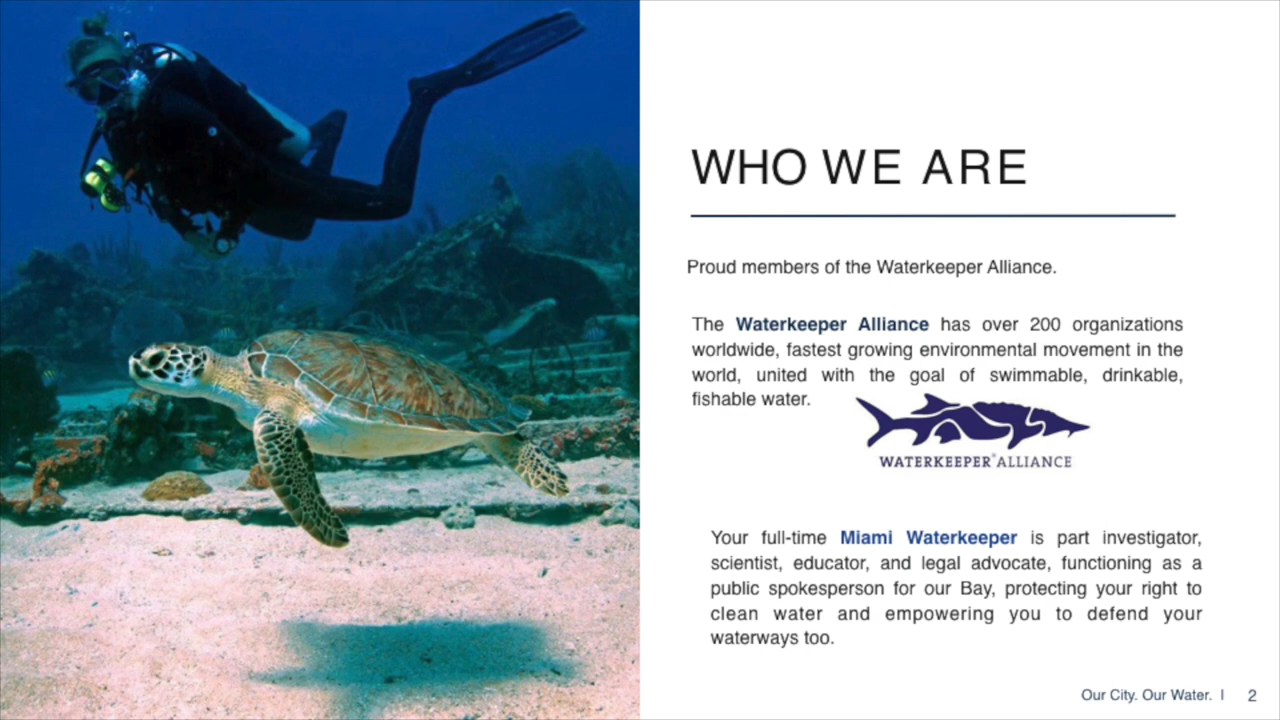 WHO WE ARE
Proud members of the Waterkeeper Alliance.
The Waterkeeper Alliance has over 200 organizations
worldwide, fastest growing environmental movement in the
world, united with the goal of swimmable, drinkable,
fishable water.
WATERKEEPER®ALLIANCE
Your full-time Miami Waterkeeper is part investigator,
scientist, educator, and legal advocate, functioning as a
public spokesperson for our Bay, protecting your right to
clean water and empowering you to defend your
waterways too.
Our City. Our Water. | 2